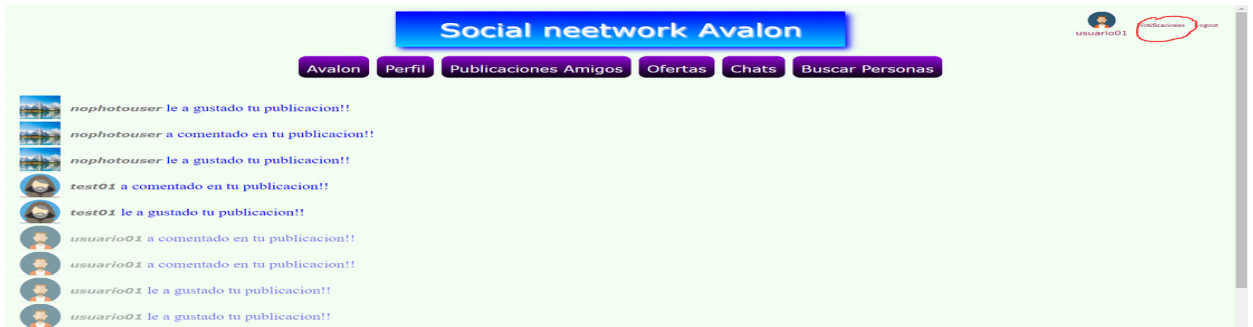 Social neetwork Avalon
usuario01
Notificaciones Logout
Avalon Perfil Publicaciones Amigos Ofertas Chats Buscar Personas
nophotouser le a gustado tu publicacion!!
nophotouser a comentado en tu publicacion!!
nophotouser le a gustado tu publicacion!!
test01 a comentado en tu publicacion!!
test01 le a gustado tu publicacion!!
usuario01 a comentado en tu publicacion!!
usuario01 a comentado en tu publicacion!!
usuario01 le a gustado tu publicacion!!
usuario01 le a gustado tu publicacion!!